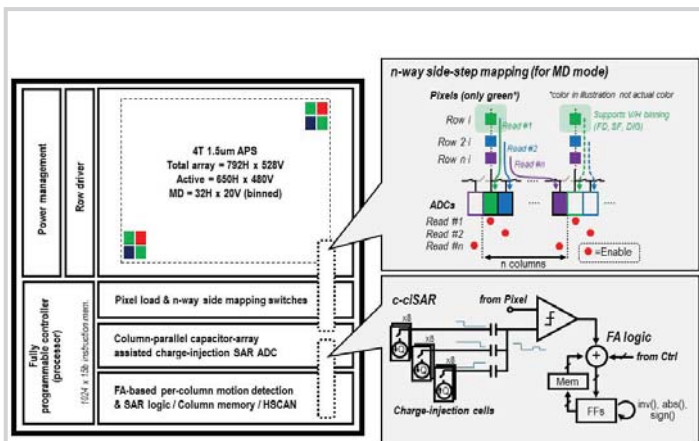 Power management
Row driver
4T 1.5um APS
Total array = 792H x 528V
Active = 650H x 480V
MD = 32H x 20V (binned)
Fully
programmable controller
(processor)
1024 x 15b instruction mem.
Pixel load & n-way side mapping switches
Column-parallel capacitor-array
assisted charge-injection SAR ADC
FA-based per-column motion detection
& SAR logic / Column memory / HSCAN
n-way side-step mapping (for MD mode)
Pixels (only green*)
*color in illustration not actual color
Row i
Row 2 i
Row n i
Read #1
Read #2
Read #n
Supports V/H binning
(FD, SF, DIG)
ADCs
Read #1
Read #2
Read #n
n columns
=Enable
c-ciSAR
from Pixel
x8
x8
x8
Q
Q
Q
Charge-injection cells
FA logic
+
from Ctrl
Mem
FFs
inv(), abs(),
sign()